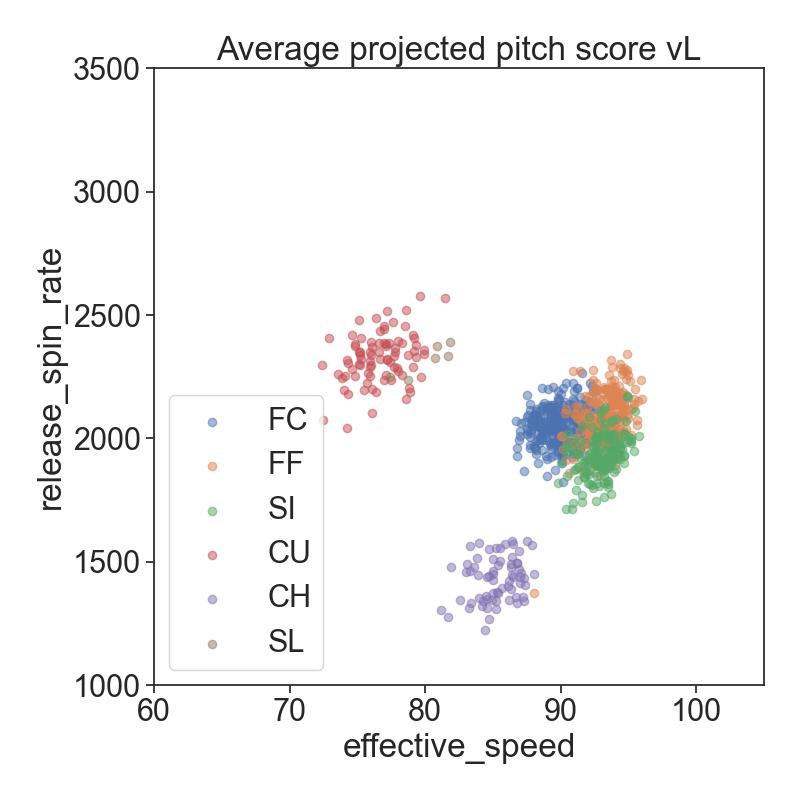 Average projected pitch score vL
3500
3000
2500
2000
1500
1000
release_spin_rate
FC
FF
SI
CU
CH
SL
60
70
80
90
100
effective_speed